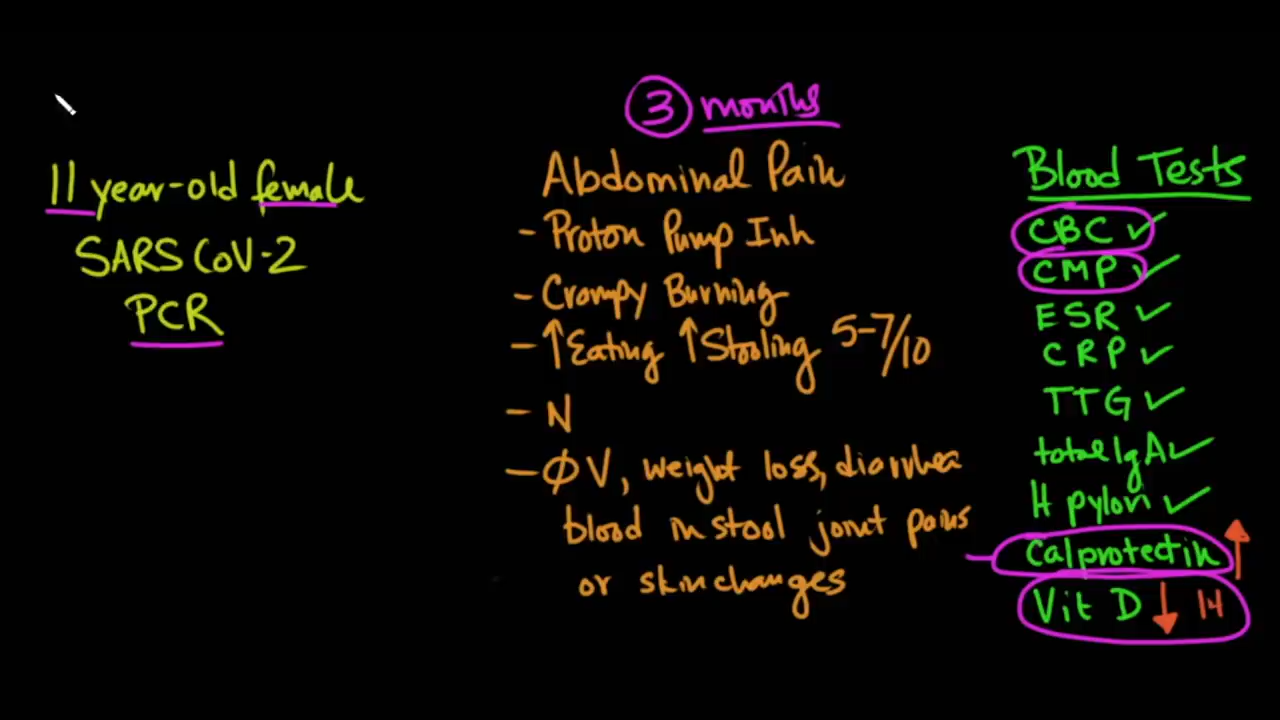 11 year-old female
SARS CoV-2
PCR
3 months
Abdominal Pain
- Proton Pump Inh
- Crampy Burning
- ↑Eating ↑Stooling 5-7/10
- N
- ØV, weight loss, diarrhea
blood in stool joint pains
or skin changes
Blood Tests
CBC ✓
CMP ✓
ESR ✓
CRP ✓
TTG ✓
total IgA ✓
H pylori ✓
Calprotectin ↑
Vit D ↓ 14